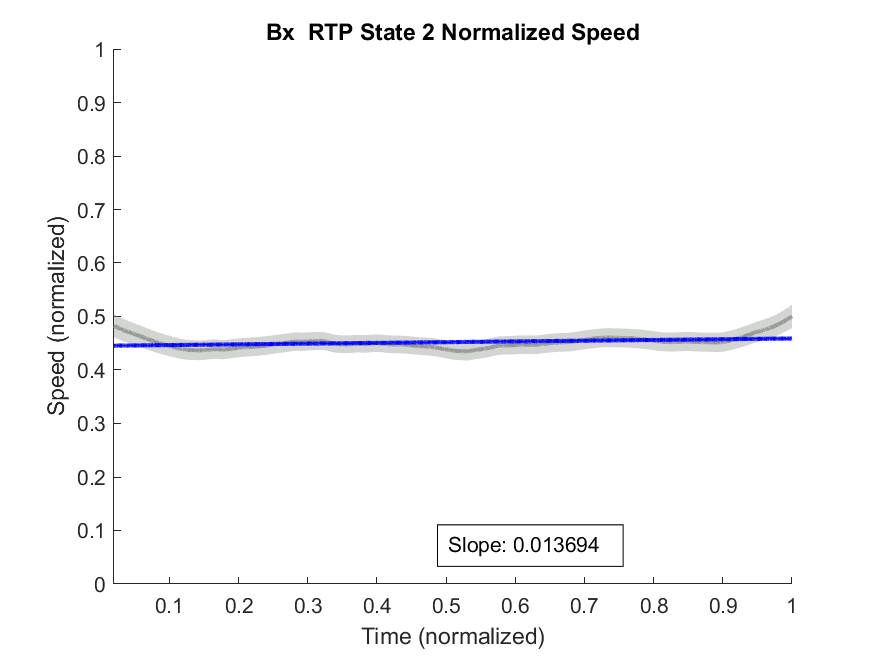 Bx  RTP State 2 Normalized Speed
1
0.9
0.8
0.7
0.6
0.5
0.4
0.3
0.2
0.1
0
Speed (normalized)
Slope: 0.013694
0.1 0.2 0.3 0.4 0.5 0.6 0.7 0.8 0.9 1
Time (normalized)